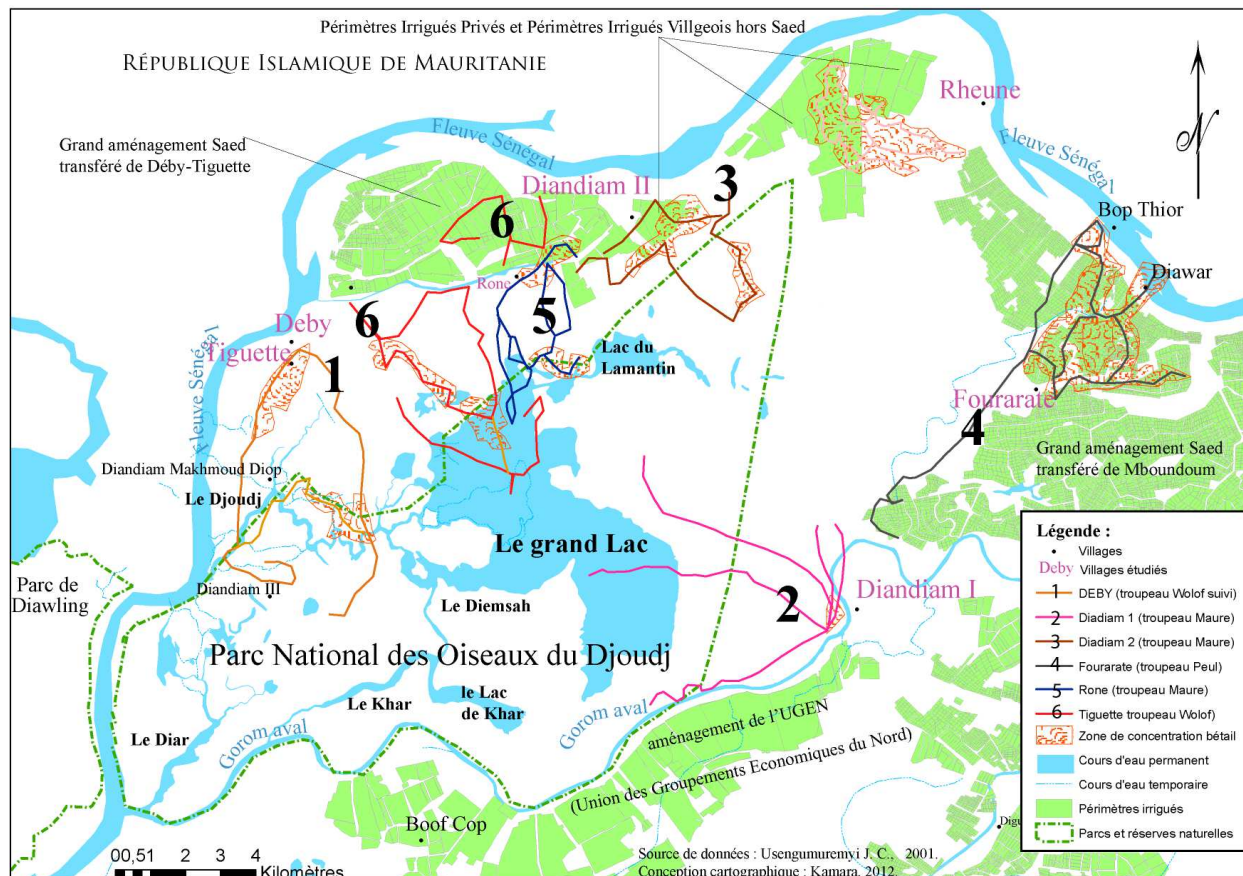 Périmètres Irrigués Privés et Périmètres Irrigués Villgeois hors Saed
RÉPUBLIQUE ISLAMIQUE DE MAURITANIE
Rheune
Fleuve Sénégal
Grand aménagement Saed
transféré de Déby-Tiguette
Fleuve Sénégal
Diandiam II
3
6
Bop Thior
Diawar
Rone
5
6
Deby
Tiguette
1
Lac du
Lamantin
Fleuve Sénégal
Fourarate
4
Grand aménagement Saed
transféré de Mboundoum
Diandiam Makhmoud Diop
Le Djoudj
Le grand Lac
Parc de
Diawling
Diandiam III
2
Diandiam I
Le Diemsah
Parc National des Oiseaux du Djoudj
le Lac
de Khar
Le Khar
Gorom aval
Gorom aval
Le Diar
aménagement de l'UGEN
(Union des Groupements Economiques du Nord)
Boof Cop
N
Légende :
Villages
Deby Villages étudiés
1 DEBY (troupeau Wolof suivi)
2 Diadiam 1 (troupeau Maure)
3 Diadiam 2 (troupeau Maure)
4 Fourarate (troupeau Peul)
5 Rone (troupeau Maure)
6 Tiguette troupeau Wolof)
Zone de concentration bétail
Cours d'eau permanent
Cours d'eau temporaire
Périmètres irrigués
Parcs et réserves naturelles
00,51 2 3 4
Kilomètres
Source de données : Usengumuremyi J. C., 2001.
Conception cartographique : Kamara, 2012.